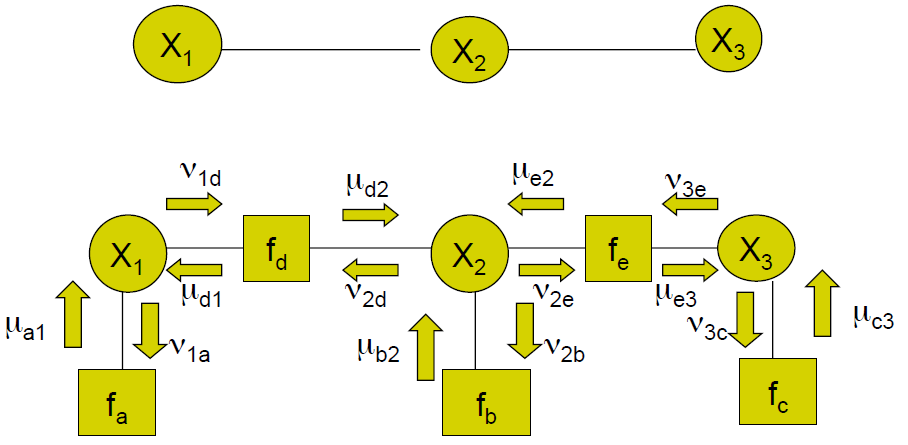 X₁ X₂ X₃
ν₁d μd2 μe2 ν₃e
X₁ fd X₂ fe X₃
μd1 ν₂d ν₂e μe3
μa1 ν₁a μb2 ν₂b ν₃c μc3
fa fb fc